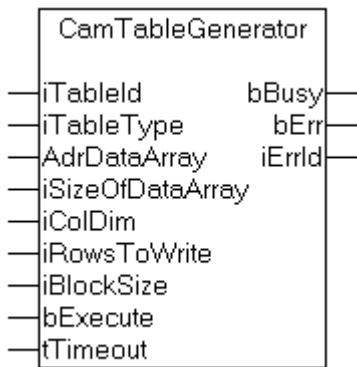 CamTableGenerator
iTableId bBusy
iTableType bErr
AdrDataArray iErrId
iSizeOfDataArray
iColDim
iRowsToWrite
iBlockSize
bExecute
tTimeout